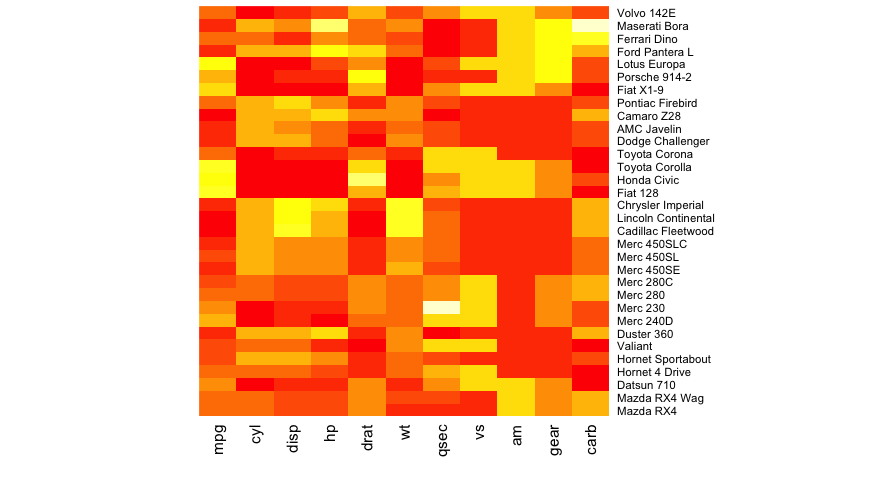 Volvo 142E
Maserati Bora
Ferrari Dino
Ford Pantera L
Lotus Europa
Porsche 914-2
Fiat X1-9
Pontiac Firebird
Camaro Z28
AMC Javelin
Dodge Challenger
Toyota Corona
Toyota Corolla
Honda Civic
Fiat 128
Chrysler Imperial
Lincoln Continental
Cadillac Fleetwood
Merc 450SLC
Merc 450SL
Merc 450SE
Merc 280C
Merc 280
Merc 230
Merc 240D
Duster 360
Valiant
Hornet Sportabout
Hornet 4 Drive
Datsun 710
Mazda RX4 Wag
Mazda RX4
mpg
cyl
disp
hp
drat
wt
qsec
vs
am
gear
carb